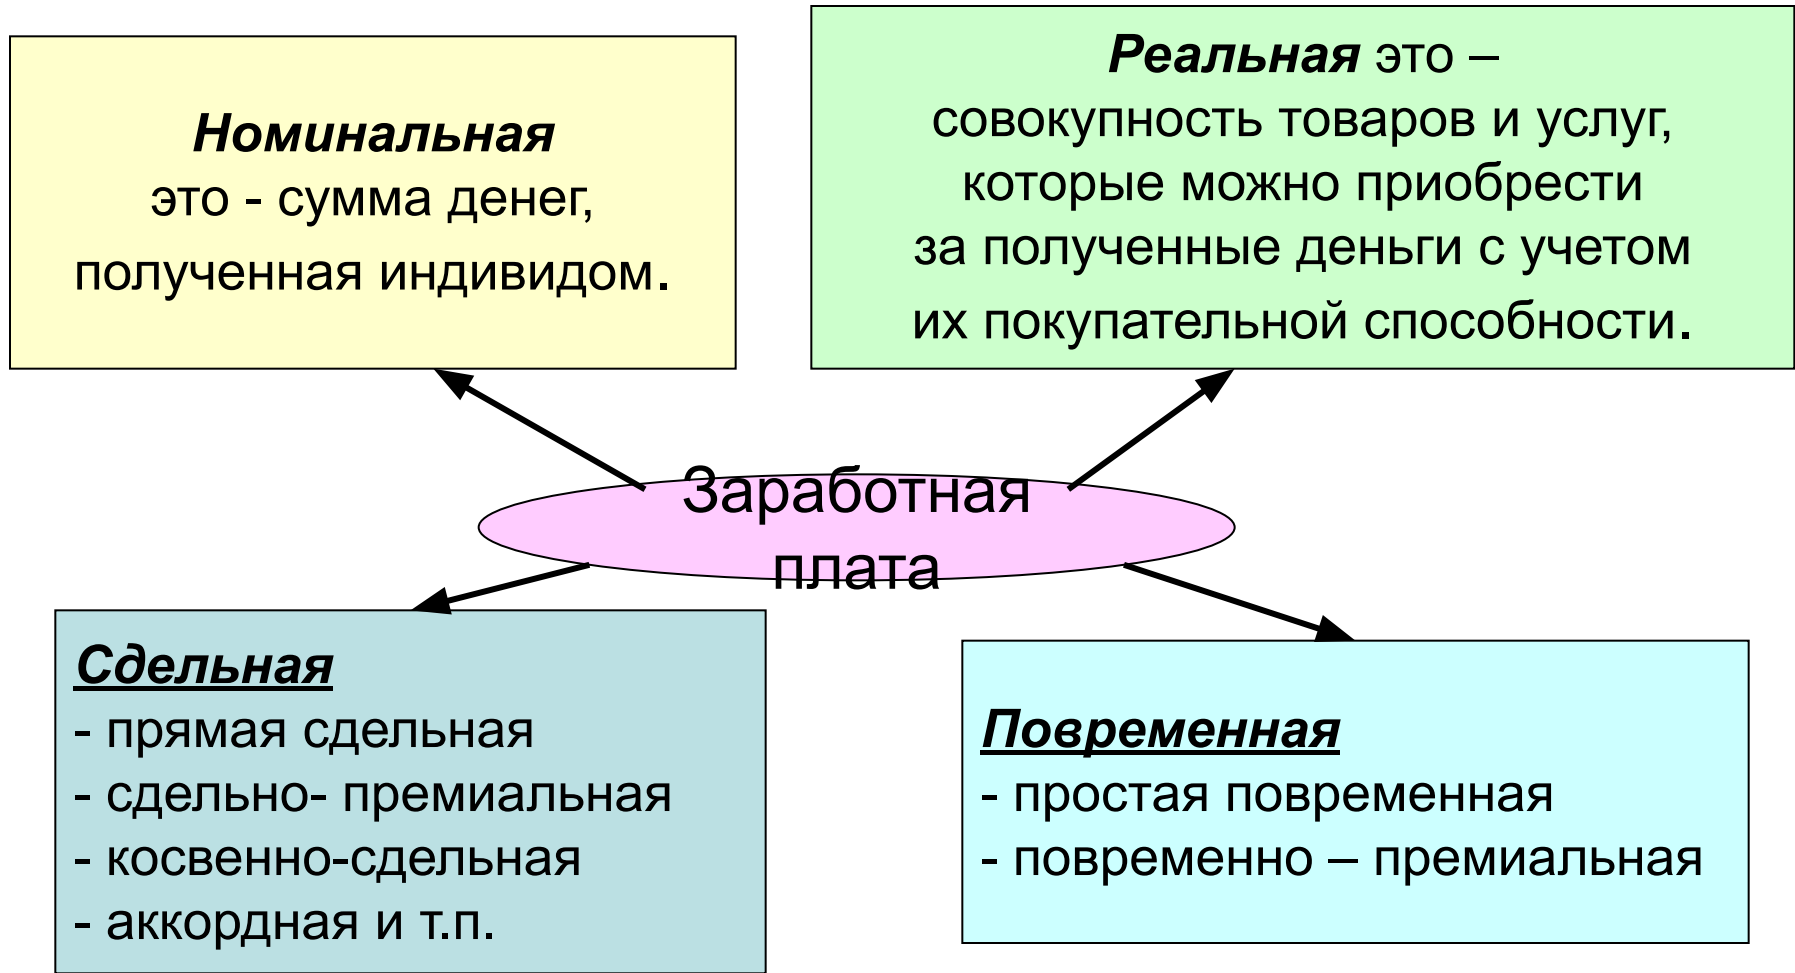 Номинальная
это - сумма денег,
полученная индивидом.
Реальная это –
совокупность товаров и услуг,
которые можно приобрести
за полученные деньги с учетом
их покупательной способности.
Заработная
плата
Сдельная
- прямая сдельная
- сдельно- премиальная
- косвенно-сдельная
- аккордная и т.п.
Повременная
- простая повременная
- повременно – премиальная